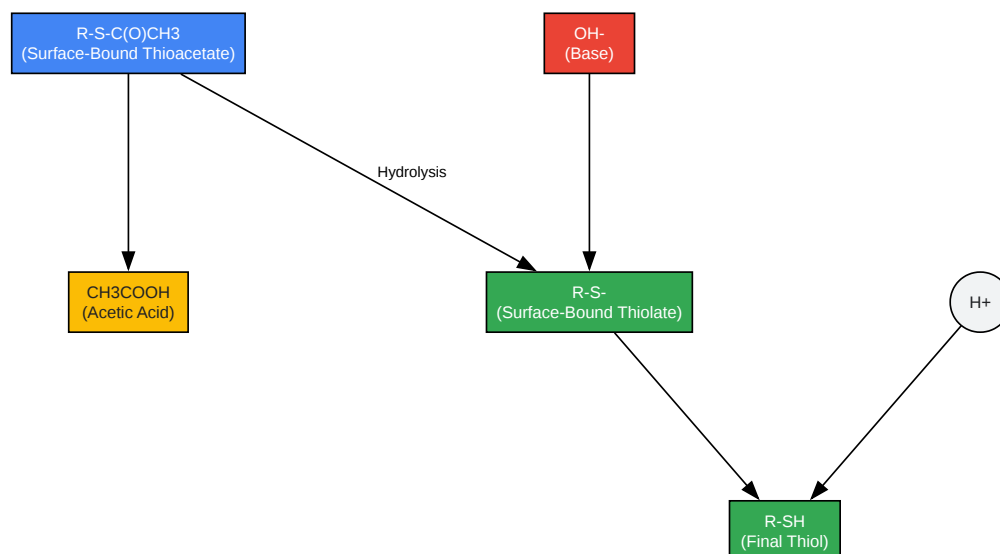 R-S-C(O)CH3
(Surface-Bound Thioacetate)
OH-
(Base)
Hydrolysis
CH3COOH
(Acetic Acid)
R-S-
(Surface-Bound Thiolate)
H+
R-SH
(Final Thiol)